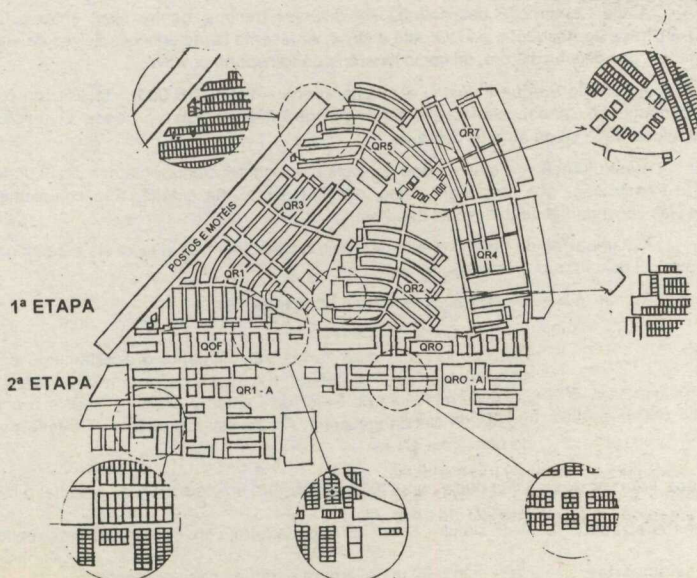 QR7
QR5
QR3
POSTOS E MOTÉIS
QR4
QR1
QR2
1ª ETAPA
QOF
QRO
2ª ETAPA
QR1 - A
QRO - A